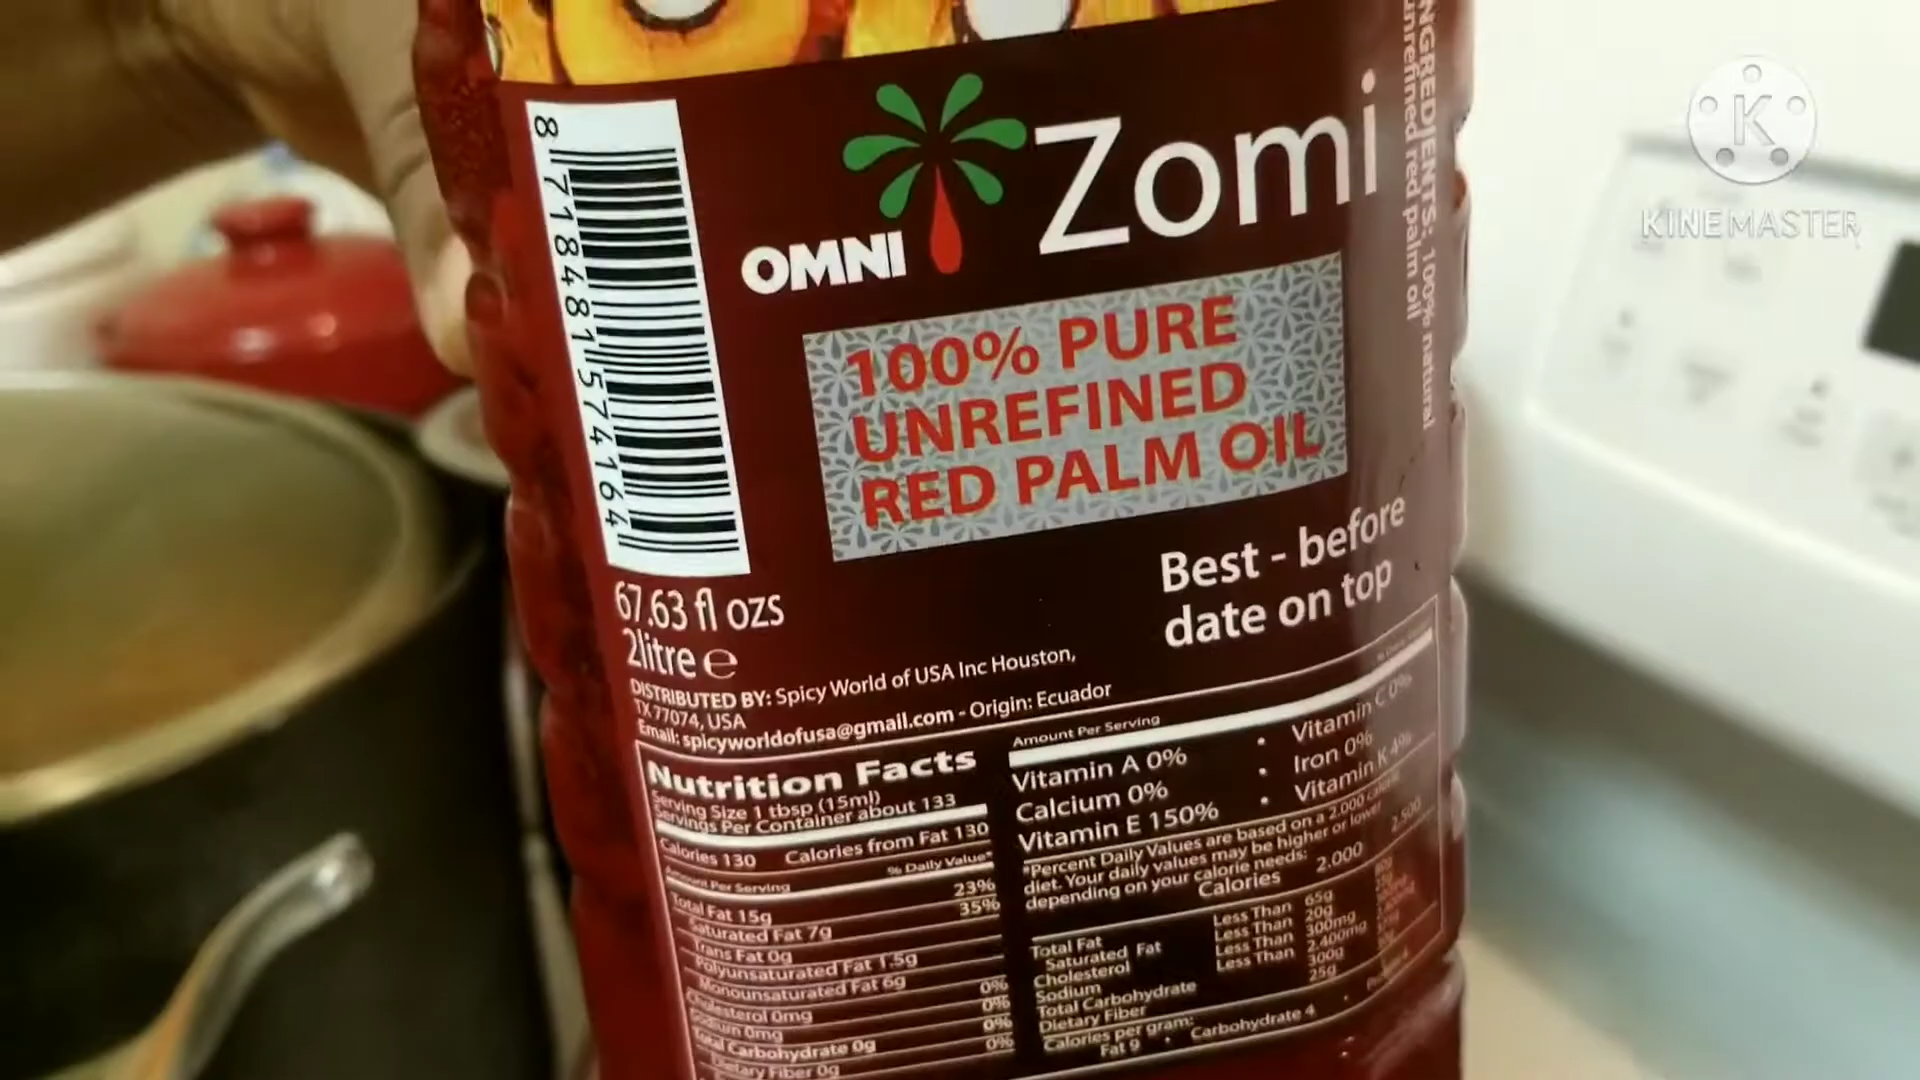 8 718481 574164
OMNI
Zomi
100% PURE
UNREFINED
RED PALM OIL
INGREDIENTS: 100% natural
unrefined red palm oil
Best - before
date on top
67.63 fl ozs
2litre e
DISTRIBUTED BY: Spicy World of USA Inc Houston,
TX 77074, USA
Email: spicyworldofusa@gmail.com - Origin: Ecuador
Nutrition Facts
Serving Size 1 tbsp (15ml)
Servings Per Container about 133
Calories 130 Calories from Fat 130
Amount Per Serving % Daily Value*
Total Fat 15g 23%
Saturated Fat 7g 35%
Trans Fat 0g
Polyunsaturated Fat 1.5g
Monounsaturated Fat 6g
Cholesterol 0mg 0%
Sodium 0mg 0%
Total Carbohydrate 0g 0%
Dietary Fiber 0g 0%
Amount Per Serving
Vitamin A 0% • Vitamin C 0%
Calcium 0% • Iron 0%
Vitamin E 150% • Vitamin K 4%
*Percent Daily Values are based on a 2.000 calorie
diet. Your daily values may be higher or lower
depending on your calorie needs:
Calories 2.000 2.500
Total Fat Less Than 65g
Saturated Fat Less Than 20g
Cholesterol Less Than 300mg
Sodium Less Than 2.400mg
Total Carbohydrate 300g
Dietary Fiber 25g
Calories per gram:
Fat 9 • Carbohydrate 4 •
K
KINEMASTER